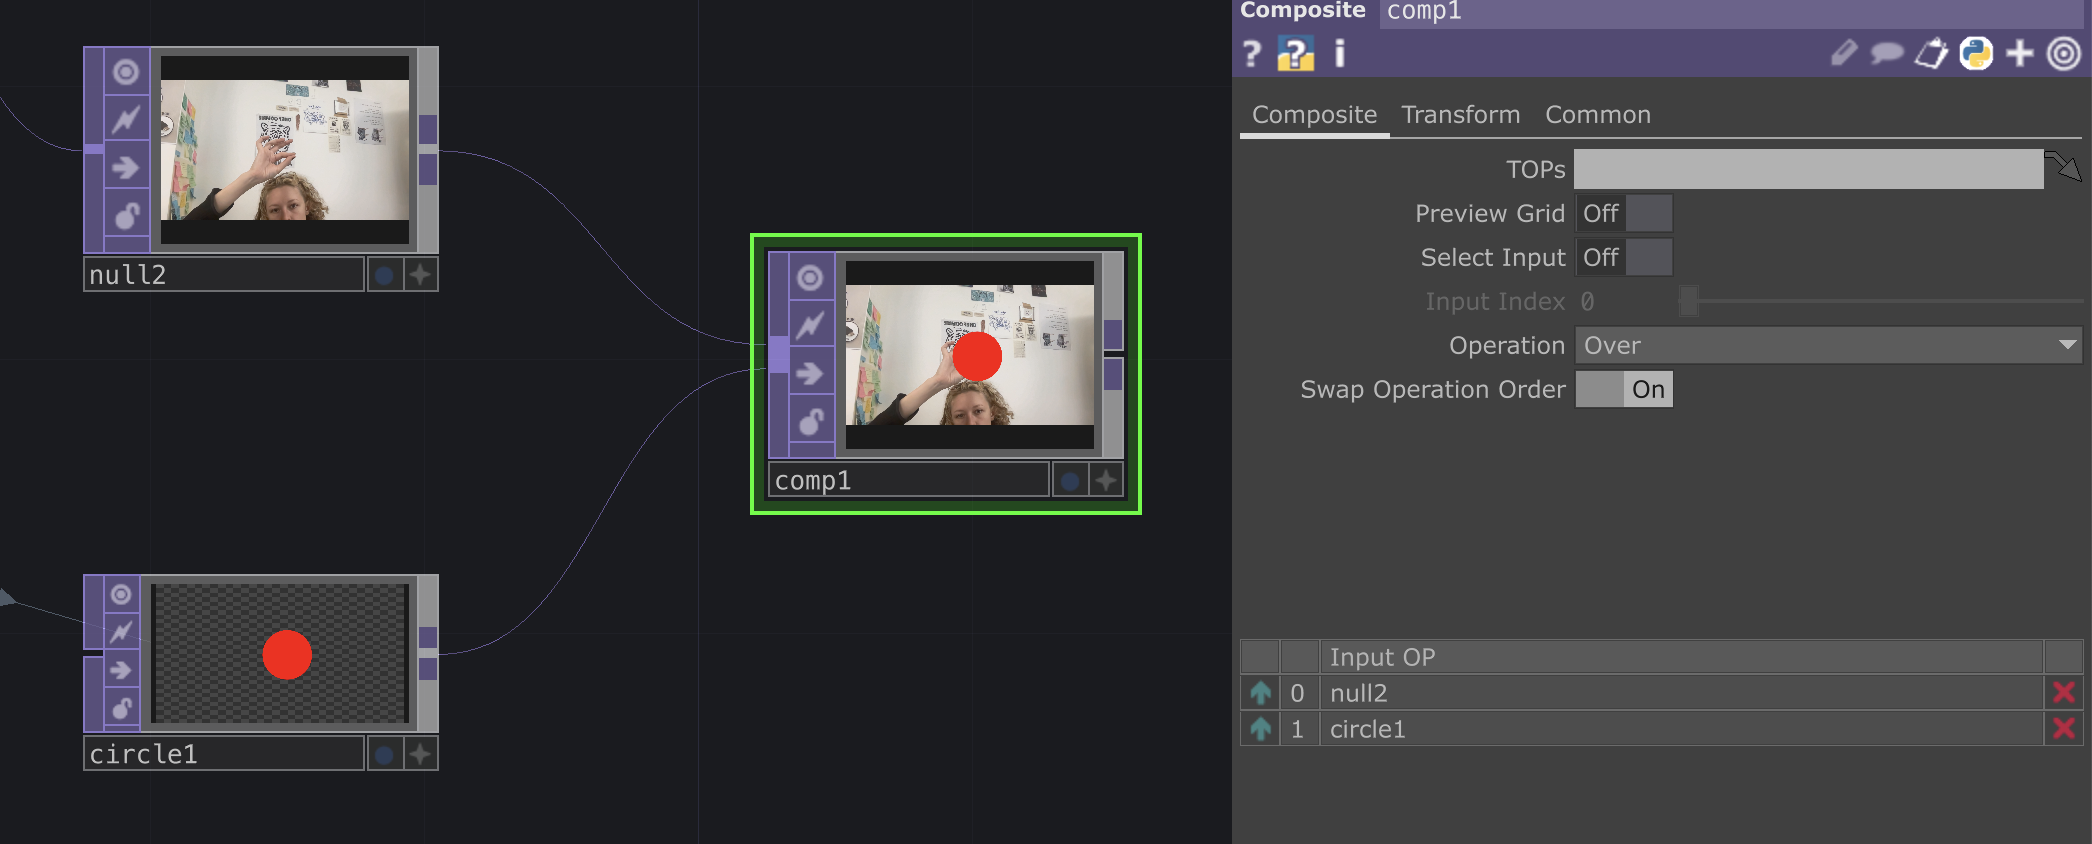 Composite comp1
? ? i
Composite Transform Common
TOPs
Preview Grid Off
Select Input Off
Input Index 0
Operation Over
Swap Operation Order On
null2
comp1
circle1
Input OP
0 null2
1 circle1